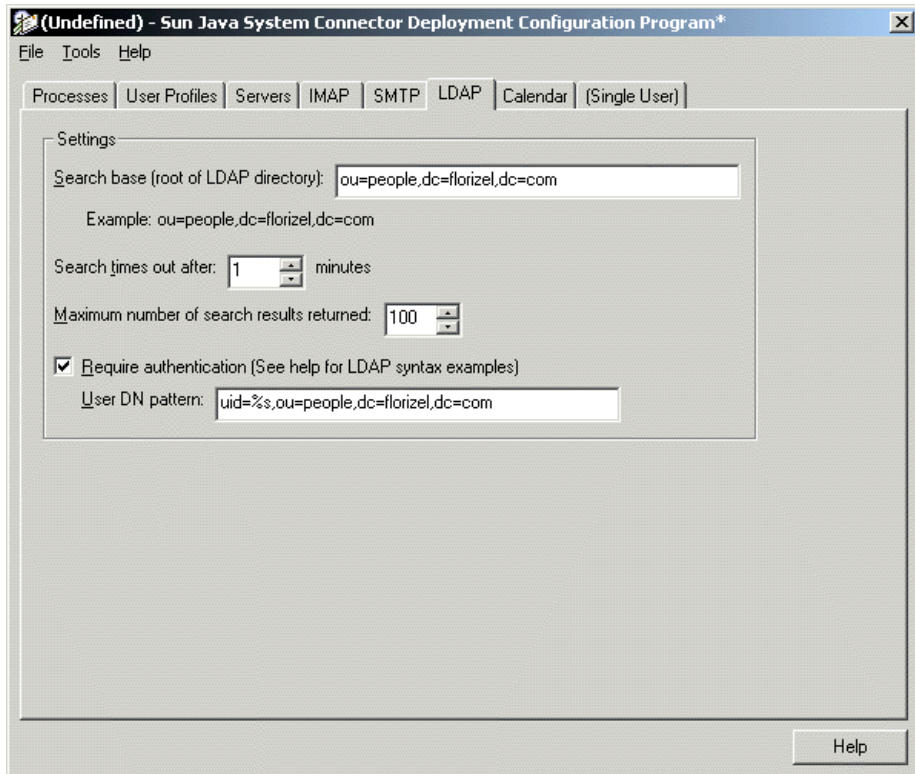 (Undefined) - Sun Java System Connector Deployment Configuration Program*
File Tools Help
Processes User Profiles Servers IMAP SMTP LDAP Calendar (Single User)
Settings
Search base (root of LDAP directory): ou=people,dc=florizel,dc=com
Example: ou=people,dc=florizel,dc=com
Search times out after: 1 minutes
Maximum number of search results returned: 100
Require authentication (See help for LDAP syntax examples)
User DN pattern: uid=%s,ou=people,dc=florizel,dc=com
Help